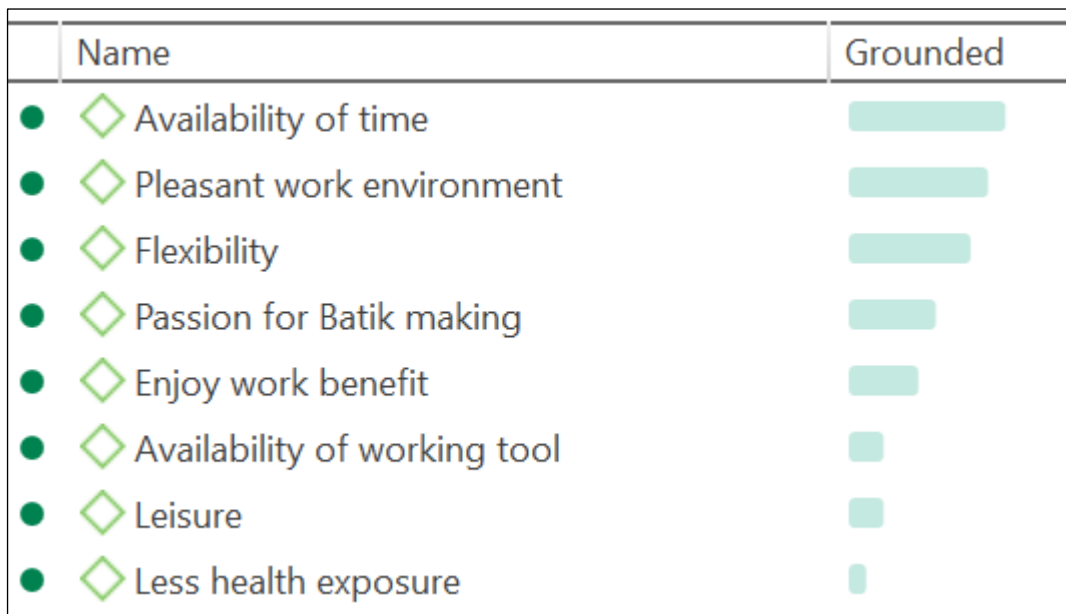 Name Grounded
Availability of time
Pleasant work environment
Flexibility
Passion for Batik making
Enjoy work benefit
Availability of working tool
Leisure
Less health exposure